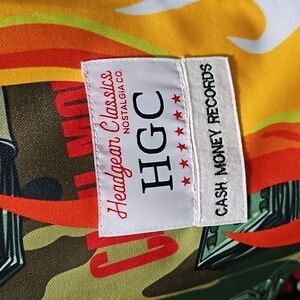 Headgear Classics
NOSTALGIA CO.
HGC
CASH MONEY RECORDS